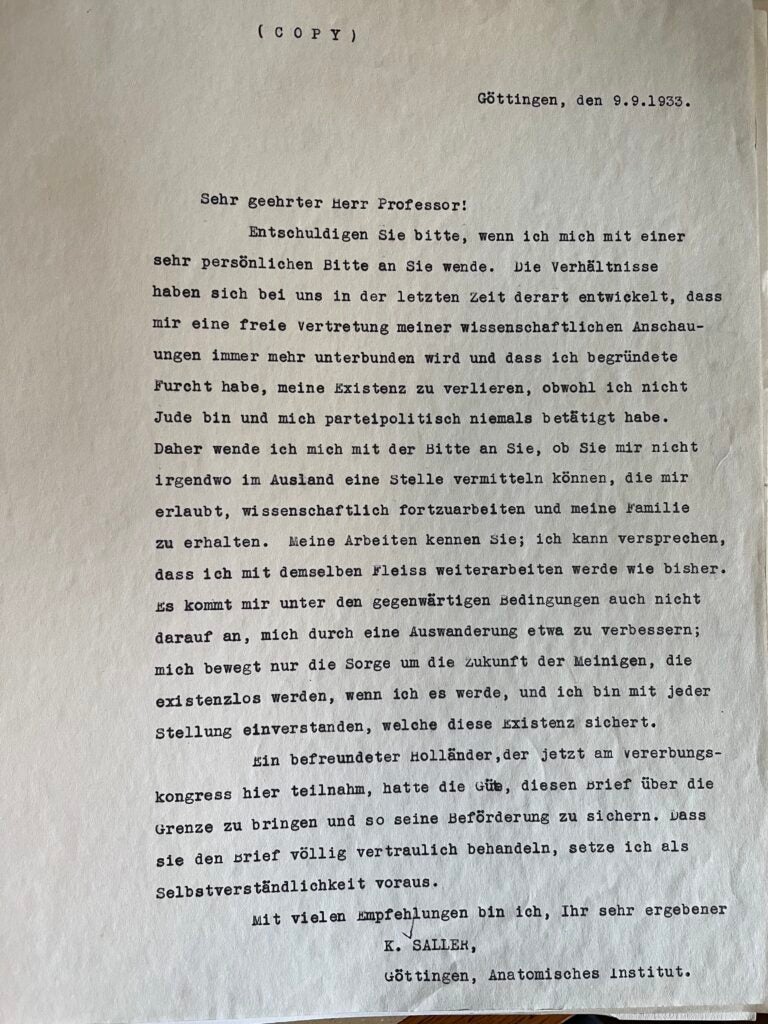 ( C O P Y )
Göttingen, den 9.9.1933.
Sehr geehrter Herr Professor!
Entschuldigen Sie bitte, wenn ich mich mit einer
sehr persönlichen Bitte an Sie wende. Die Verhältnisse
haben sich bei uns in der letzten Zeit derart entwickelt, dass
mir eine freie Vertretung meiner wissenschaftlichen Anschau-
ungen immer mehr unterbunden wird und dass ich begründete
Furcht habe, meine Existenz zu verlieren, obwohl ich nicht
Jude bin und mich parteipolitisch niemals betätigt habe.
Daher wende ich mich mit der Bitte an Sie, ob Sie mir nicht
irgendwo im Ausland eine Stelle vermitteln können, die mir
erlaubt, wissenschaftlich fortzuarbeiten und meine Familie
zu erhalten. Meine Arbeiten kennen Sie; ich kann versprechen,
dass ich mit demselben Fleiss weiterarbeiten werde wie bisher.
Es kommt mir unter den gegenwärtigen Bedingungen auch nicht
darauf an, mich durch eine Auswanderung etwa zu verbessern;
mich bewegt nur die Sorge um die Zukunft der Meinigen, die
existenzlos werden, wenn ich es werde, und ich bin mit jeder
Stellung einverstanden, welche diese Existenz sichert.
Ein befreundeter Holländer,der jetzt am Vererbungs-
kongress hier teilnahm, hatte die Güte, diesen Brief über die
Grenze zu bringen und so seine Beförderung zu sichern. Dass
sie den Brief völlig vertraulich behandeln, setze ich als
Selbstverständlichkeit voraus.
Mit vielen Empfehlungen bin ich, Ihr sehr ergebener
K. SALLER,
Göttingen, Anatomisches Institut.